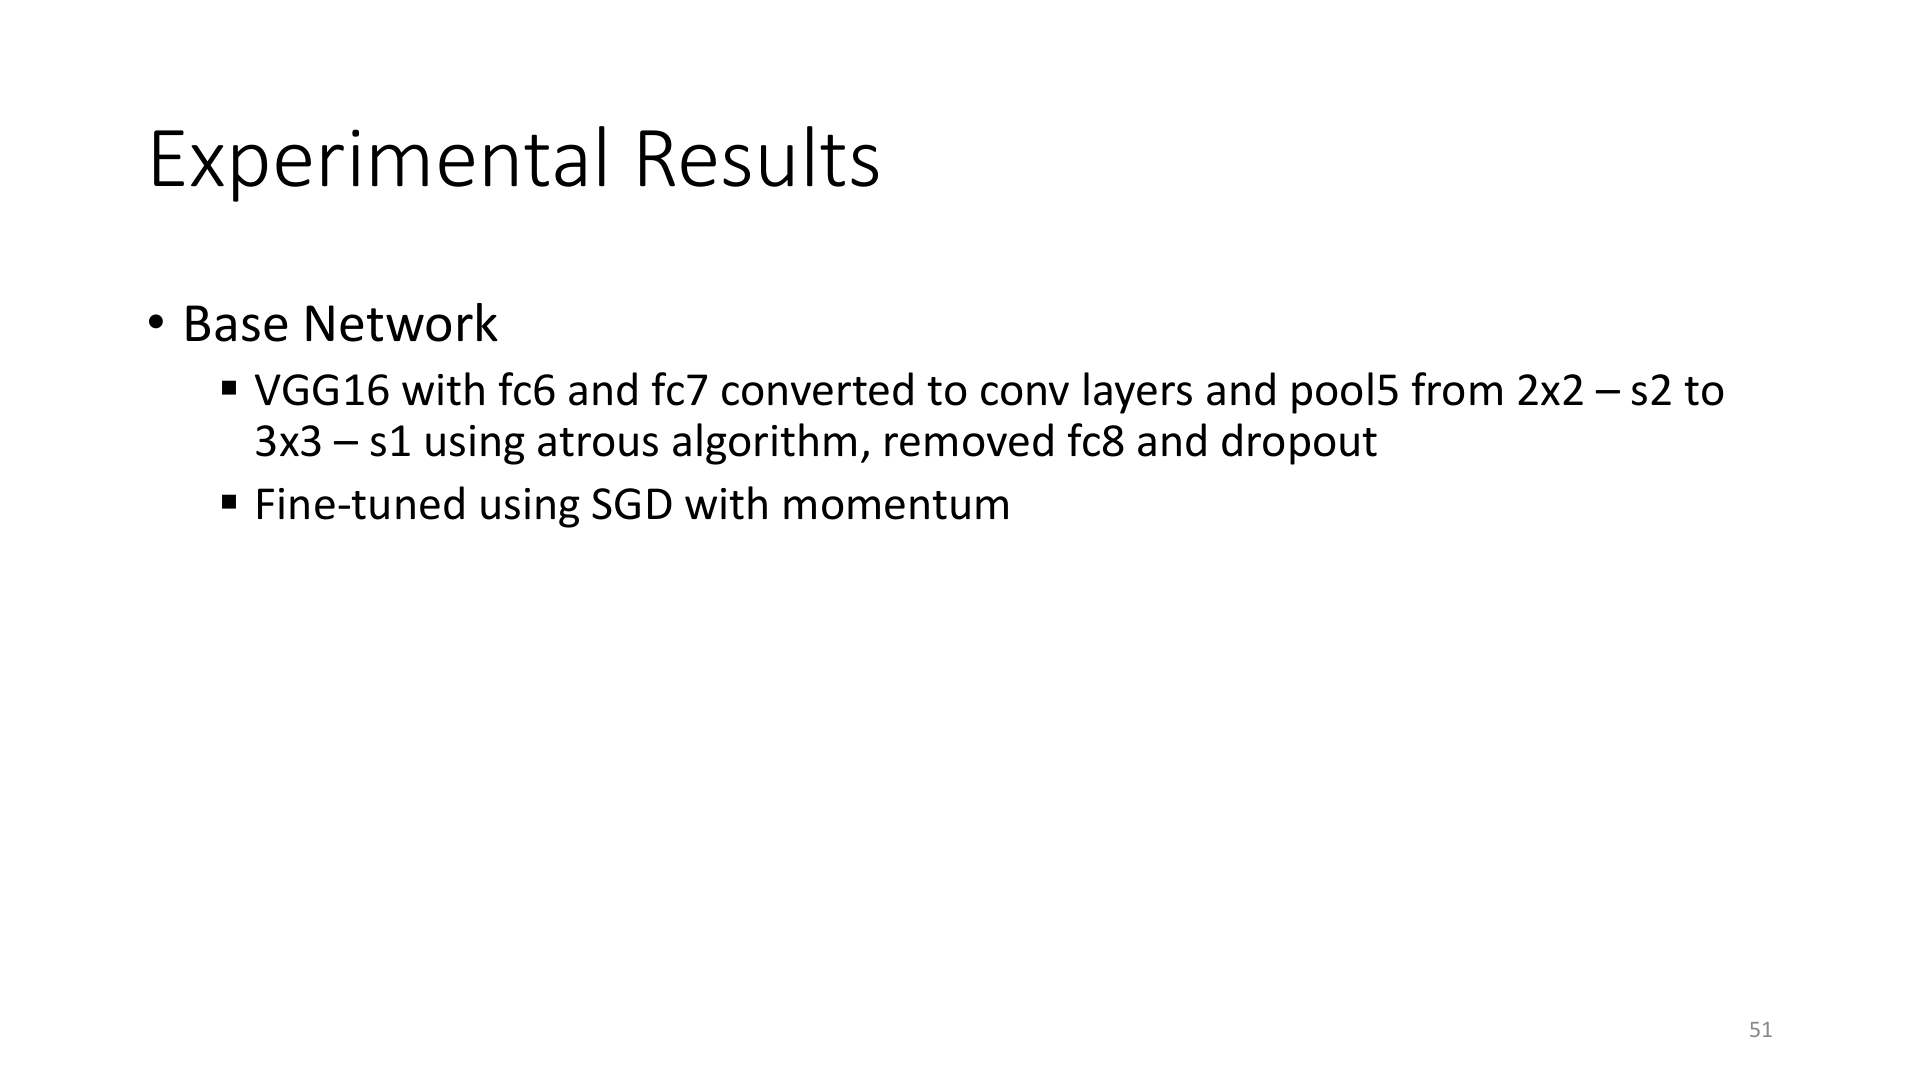 Experimental Results
• Base Network
▪ VGG16 with fc6 and fc7 converted to conv layers and pool5 from 2x2 – s2 to
3x3 – s1 using atrous algorithm, removed fc8 and dropout
▪ Fine-tuned using SGD with momentum
51